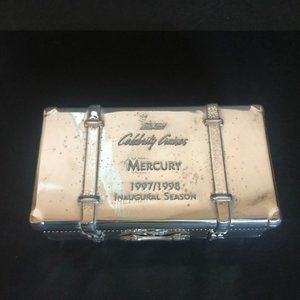 Celebrity Cruises
MERCURY
1997/1998
INAUGURAL SEASON